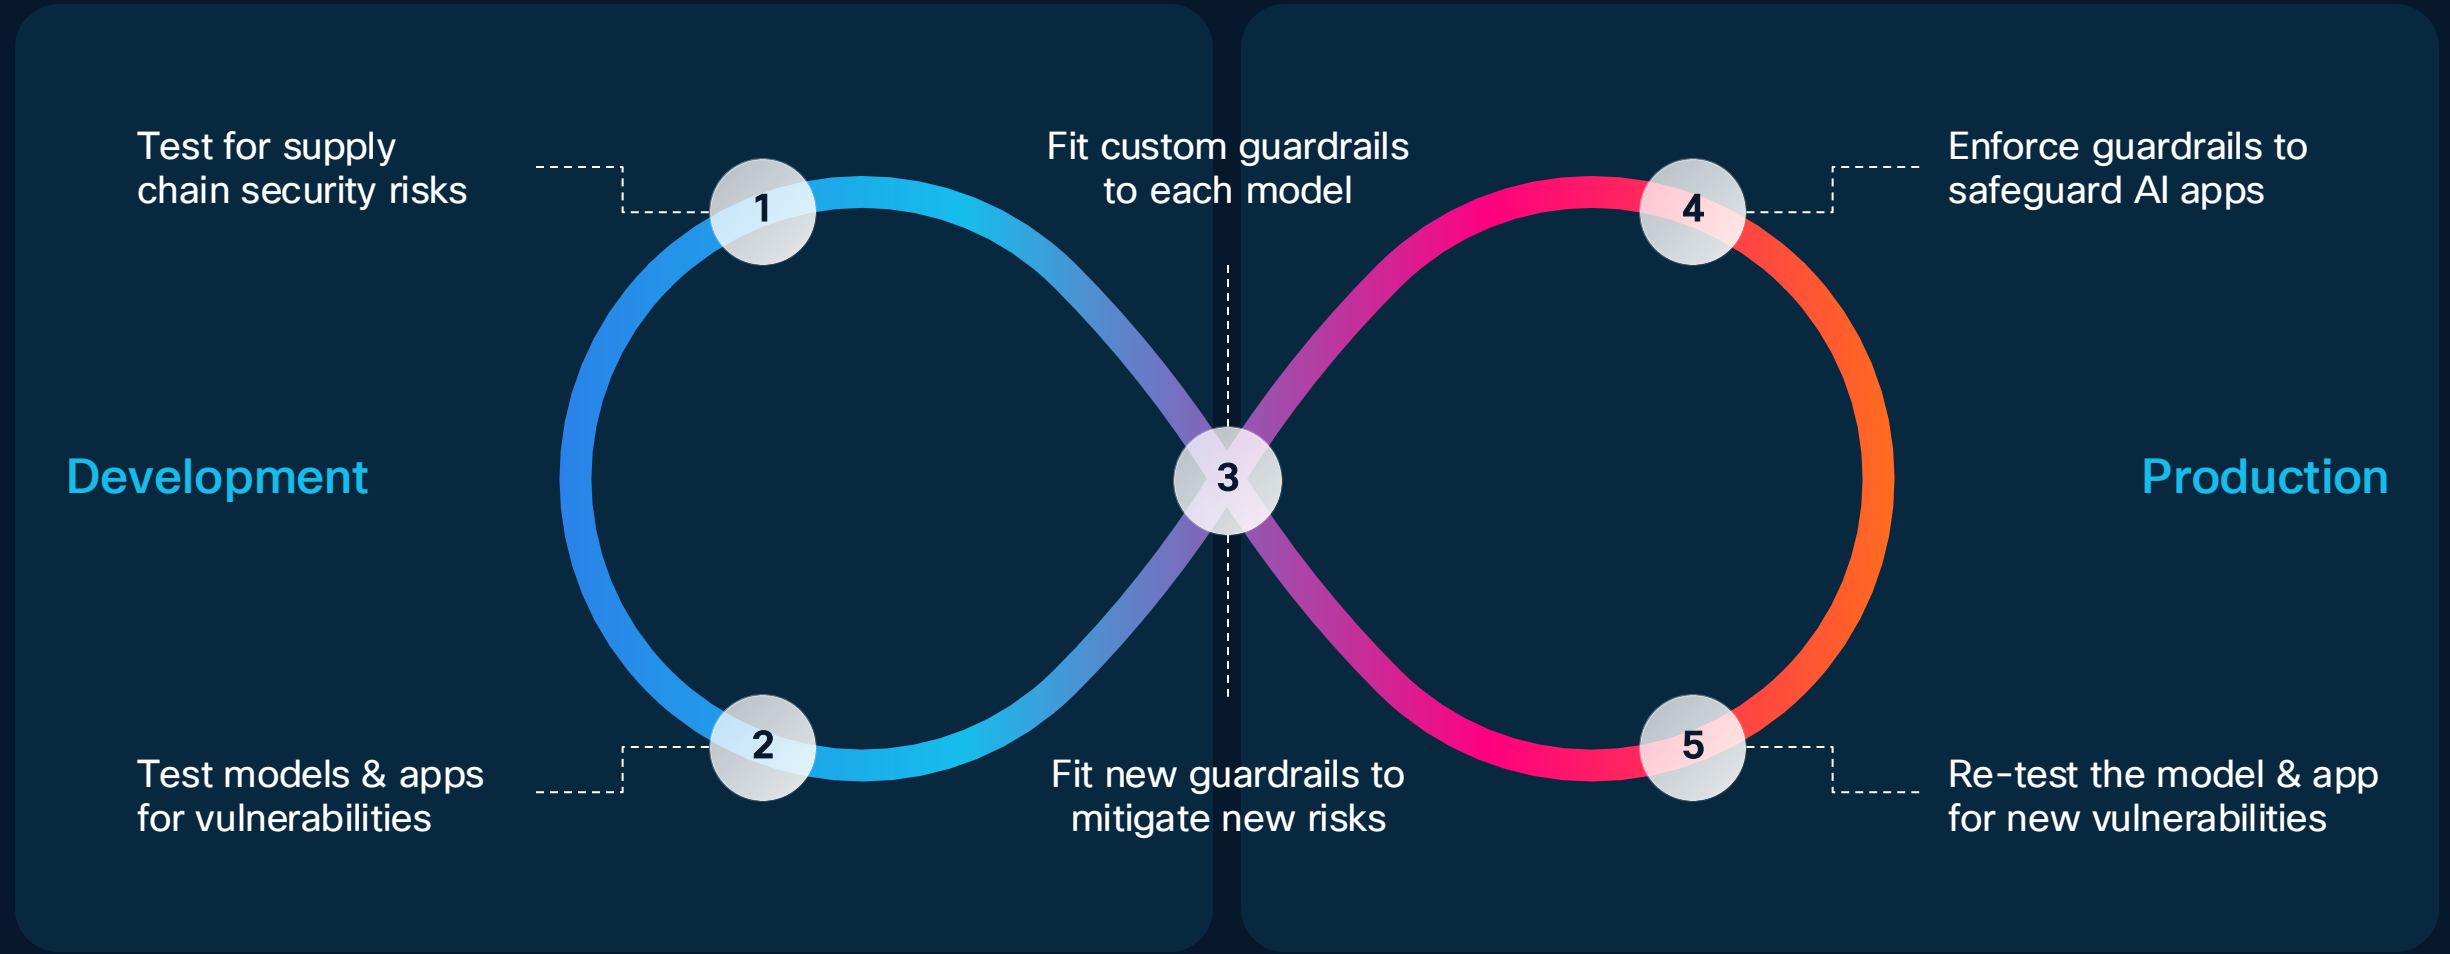 Test for supply
chain security risks
1
Fit custom guardrails
to each model
4
Enforce guardrails to
safeguard AI apps
Development
3
Production
Test models & apps
for vulnerabilities
2
Fit new guardrails to
mitigate new risks
5
Re-test the model & app
for new vulnerabilities